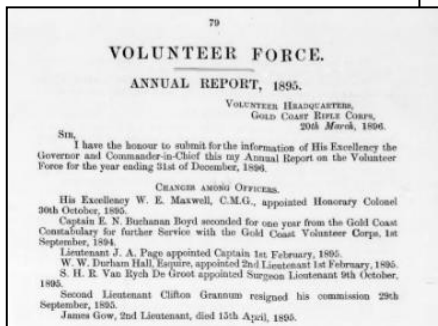 79
VOLUNTEER FORCE.
ANNUAL REPORT, 1895.
VOLUNTEER HEADQUARTERS,
GOLD COAST RIFLE CORPS,
20th March, 1896.
SIR,
I have the honour to submit for the information of His Excellency the
Governor and Commander-in-Chief this my Annual Report on the Volunteer
Force for the year ending 31st of December, 1896.
CHANGES AMONG OFFICERS.
His Excellency W. E. Maxwell, C.M.G., appointed Honorary Colonel
30th October, 1895.
Captain E. N. Buchanan Boyd seconded for one year from the Gold Coast
Constabulary for further Service with the Gold Coast Volunteer Corps, 1st
September, 1894.
Lieutenant J. A. Page appointed Captain 1st February, 1895.
W. W. Durham Hall, Esquire, appointed 2nd Lieutenant 1st February, 1895.
S. H. R. Van Rych De Groot appointed Surgeon Lieutenant 9th October,
1895.
Second Lieutenant Clifton Grannum resigned his commission 29th
September, 1895.
James Gow, 2nd Lieutenant, died 15th April, 1895.